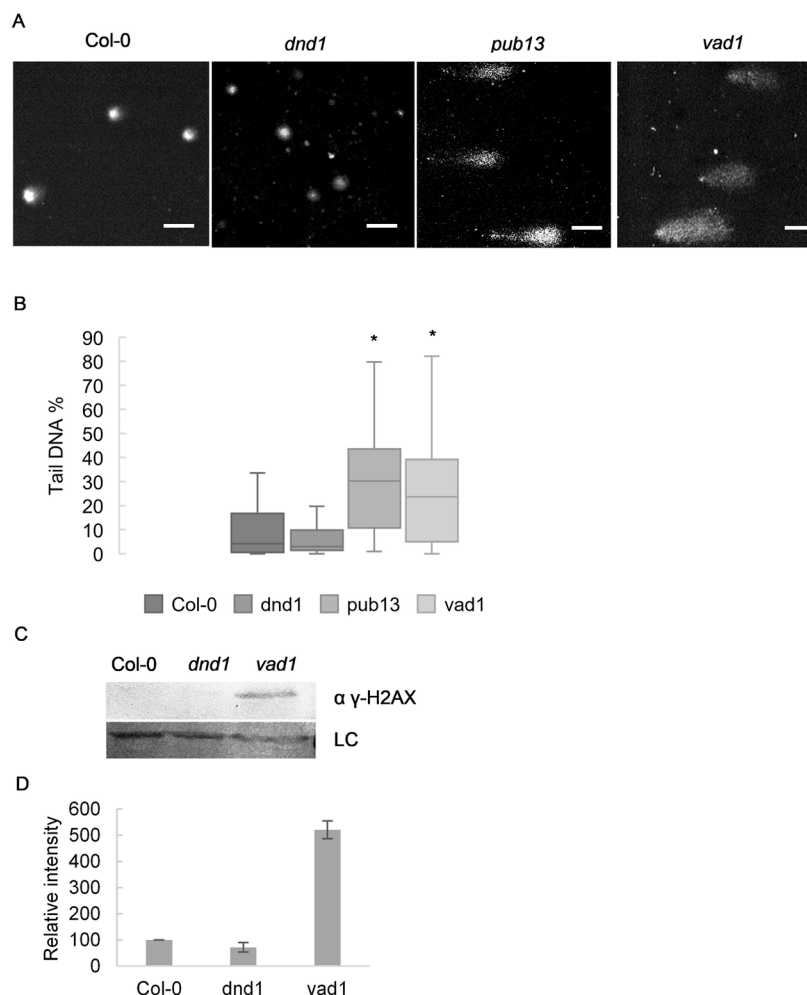 A
Col-0 dnd1 pub13 vad1
B
Tail DNA %
90
80
70
60
50
40
30
20
10
0
* *
Col-0 dnd1 pub13 vad1
C
Col-0 dnd1 vad1
α γ-H2AX
LC
D
Relative intensity
600
500
400
300
200
100
0
Col-0 dnd1 vad1